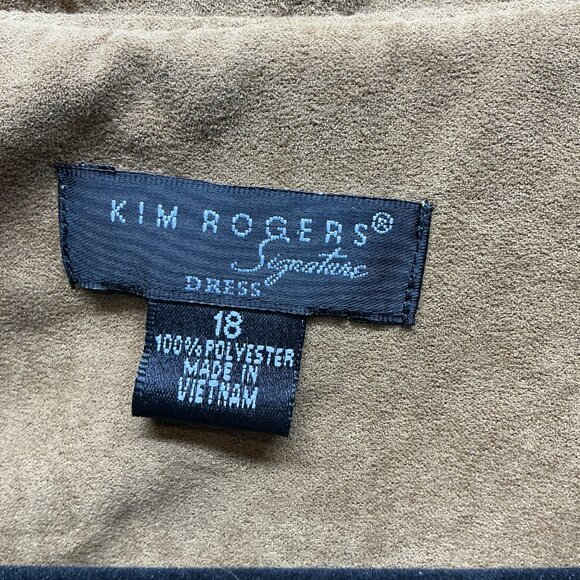 KIM ROGERS®
Signature
DRESS
18
100% POLYESTER
MADE IN
VIETNAM